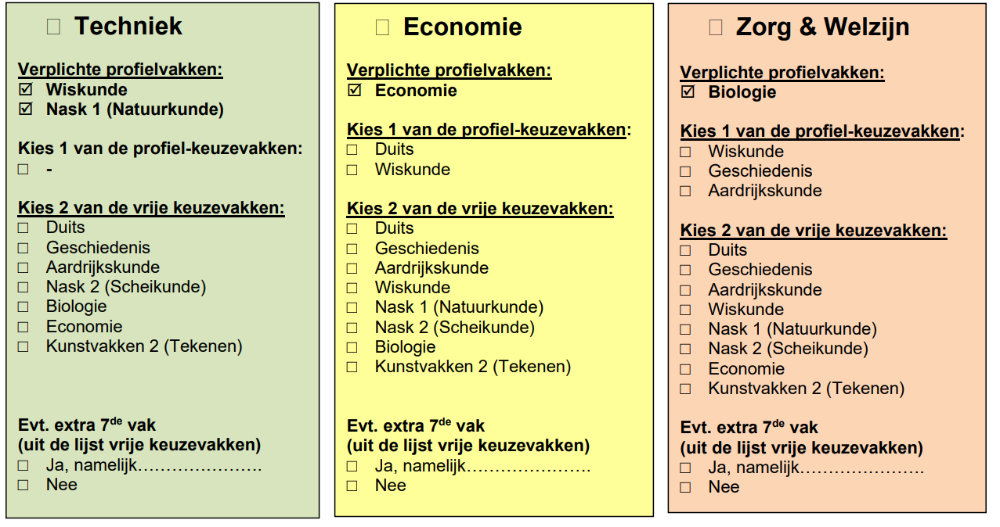 ☐ Techniek
Verplichte profielvakken:
☑ Wiskunde
☑ Nask 1 (Natuurkunde)
Kies 1 van de profiel-keuzevakken:
☐ -
Kies 2 van de vrije keuzevakken:
☐ Duits
☐ Geschiedenis
☐ Aardrijkskunde
☐ Nask 2 (Scheikunde)
☐ Biologie
☐ Economie
☐ Kunstvakken 2 (Tekenen)
Evt. extra 7de vak
(uit de lijst vrije keuzevakken)
☐ Ja, namelijk………………….
☐ Nee
☐ Economie
Verplichte profielvakken:
☑ Economie
Kies 1 van de profiel-keuzevakken:
☐ Duits
☐ Wiskunde
Kies 2 van de vrije keuzevakken:
☐ Duits
☐ Geschiedenis
☐ Aardrijkskunde
☐ Wiskunde
☐ Nask 1 (Natuurkunde)
☐ Nask 2 (Scheikunde)
☐ Biologie
☐ Kunstvakken 2 (Tekenen)
Evt. extra 7de vak
(uit de lijst vrije keuzevakken)
☐ Ja, namelijk………………….
☐ Nee
☐ Zorg & Welzijn
Verplichte profielvakken:
☑ Biologie
Kies 1 van de profiel-keuzevakken:
☐ Wiskunde
☐ Geschiedenis
☐ Aardrijkskunde
Kies 2 van de vrije keuzevakken:
☐ Duits
☐ Geschiedenis
☐ Aardrijkskunde
☐ Wiskunde
☐ Nask 1 (Natuurkunde)
☐ Nask 2 (Scheikunde)
☐ Economie
☐ Kunstvakken 2 (Tekenen)
Evt. extra 7de vak
(uit de lijst vrije keuzevakken)
☐ Ja, namelijk………………….
☐ Nee